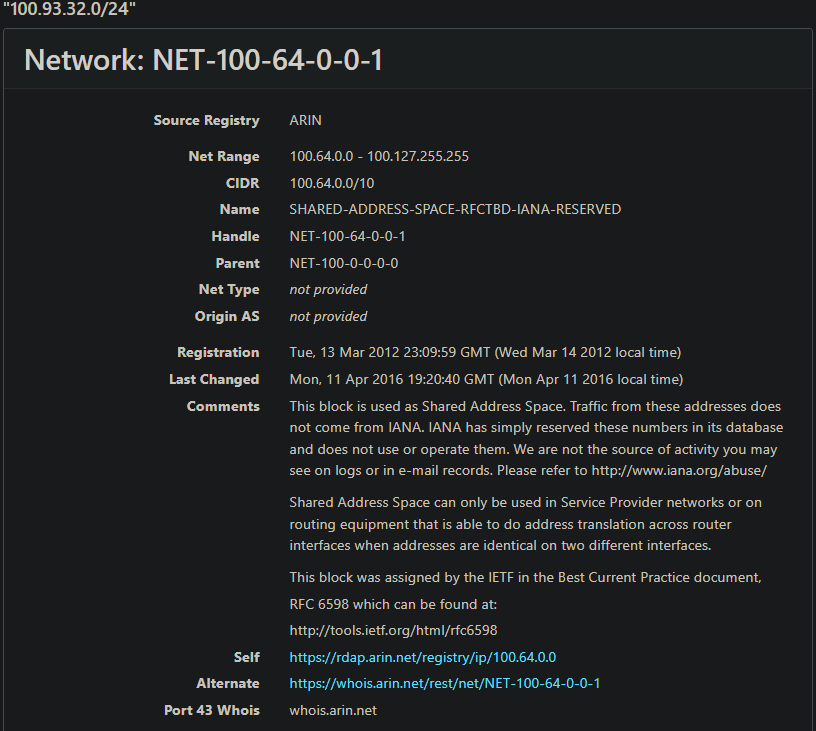 "100.93.32.0/24"
Network: NET-100-64-0-0-1
Source Registry ARIN
Net Range 100.64.0.0 - 100.127.255.255
CIDR 100.64.0.0/10
Name SHARED-ADDRESS-SPACE-RFCTBD-IANA-RESERVED
Handle NET-100-64-0-0-1
Parent NET-100-0-0-0-0
Net Type not provided
Origin AS not provided
Registration Tue, 13 Mar 2012 23:09:59 GMT (Wed Mar 14 2012 local time)
Last Changed Mon, 11 Apr 2016 19:20:40 GMT (Mon Apr 11 2016 local time)
Comments This block is used as Shared Address Space. Traffic from these addresses does
not come from IANA. IANA has simply reserved these numbers in its database
and does not use or operate them. We are not the source of activity you may
see on logs or in e-mail records. Please refer to http://www.iana.org/abuse/
Shared Address Space can only be used in Service Provider networks or on
routing equipment that is able to do address translation across router
interfaces when addresses are identical on two different interfaces.
This block was assigned by the IETF in the Best Current Practice document,
RFC 6598 which can be found at:
http://tools.ietf.org/html/rfc6598
Self https://rdap.arin.net/registry/ip/100.64.0.0
Alternate https://whois.arin.net/rest/net/NET-100-64-0-0-1
Port 43 Whois whois.arin.net